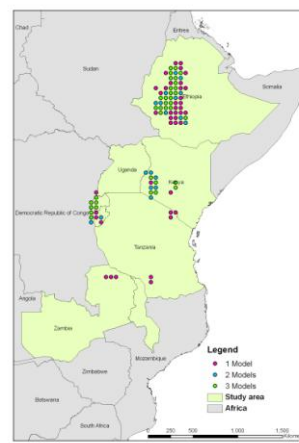 Chad
Eritrea
Sudan
Ethiopia
Somalia
Uganda
Kenya
Democratic Republic of Congo
Tanzania
Angola
Zambia
Mozambique
Zimbabwe
Botswana
South Africa
Legend
1 Model
2 Models
3 Models
Study area
Africa
0 250 500 1,000 1,500